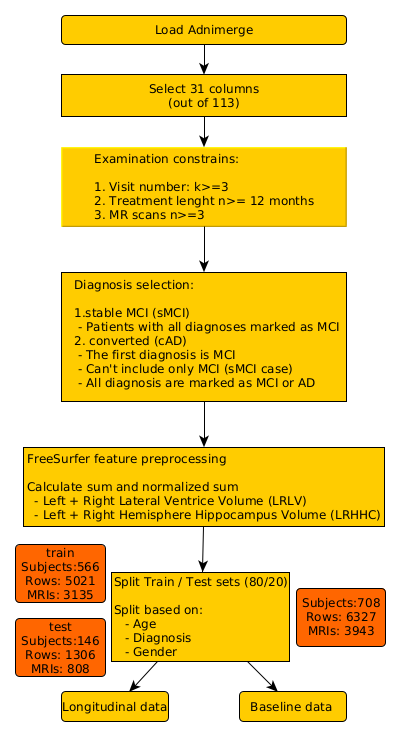 Load Adnimerge
Select 31 columns
(out of 113)
Examination constrains:
1. Visit number: k>=3
2. Treatment lenght n>= 12 months
3. MR scans n>=3
Diagnosis selection:
1.stable MCI (sMCI)
- Patients with all diagnoses marked as MCI
2. converted (cAD)
- The first diagnosis is MCI
- Can't include only MCI (sMCI case)
- All diagnosis are marked as MCI or AD
FreeSurfer feature preprocessing
Calculate sum and normalized sum
- Left + Right Lateral Ventrice Volume (LRLV)
- Left + Right Hemisphere Hippocampus Volume (LRHHC)
train
Subjects:566
Rows: 5021
MRIs: 3135
test
Subjects:146
Rows: 1306
MRIs: 808
Split Train / Test sets (80/20)
Split based on:
- Age
- Diagnosis
- Gender
Subjects:708
Rows: 6327
MRIs: 3943
Longitudinal data
Baseline data